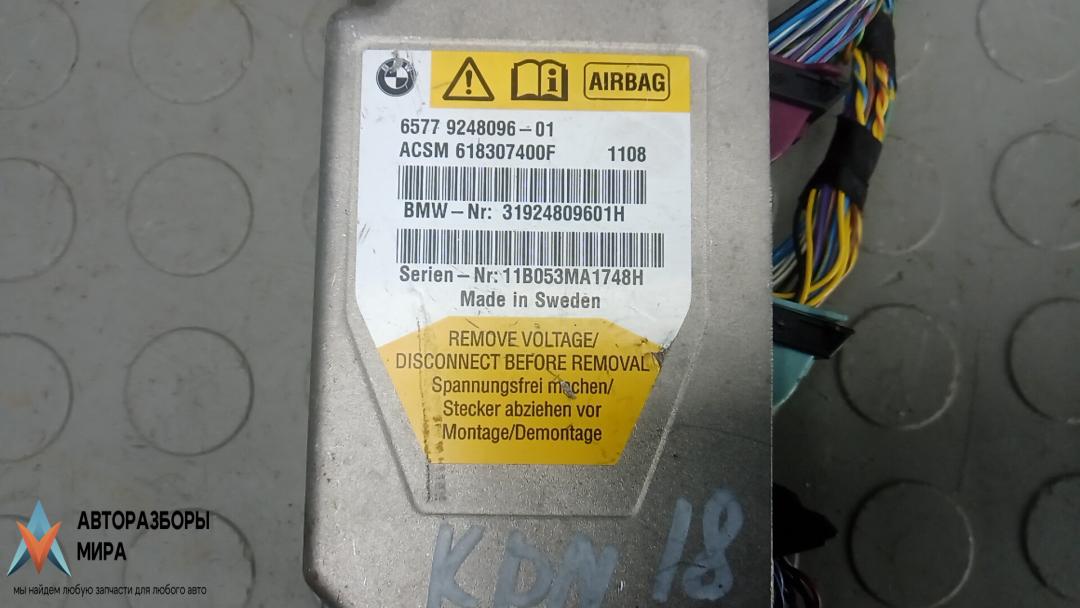 AIRBAG
6577 9248096-01
ACSM 618307400F 1108
BMW-Nr: 31924809601H
Serien-Nr: 11B053MA1748H
Made in Sweden
REMOVE VOLTAGE/
DISCONNECT BEFORE REMOVAL
Spannungsfrei machen/
Stecker abziehen vor
Montage/Demontage
KDN 18
АВТОРАЗБОРЫ
МИРА
мы найдем любую запчасти для любого авто